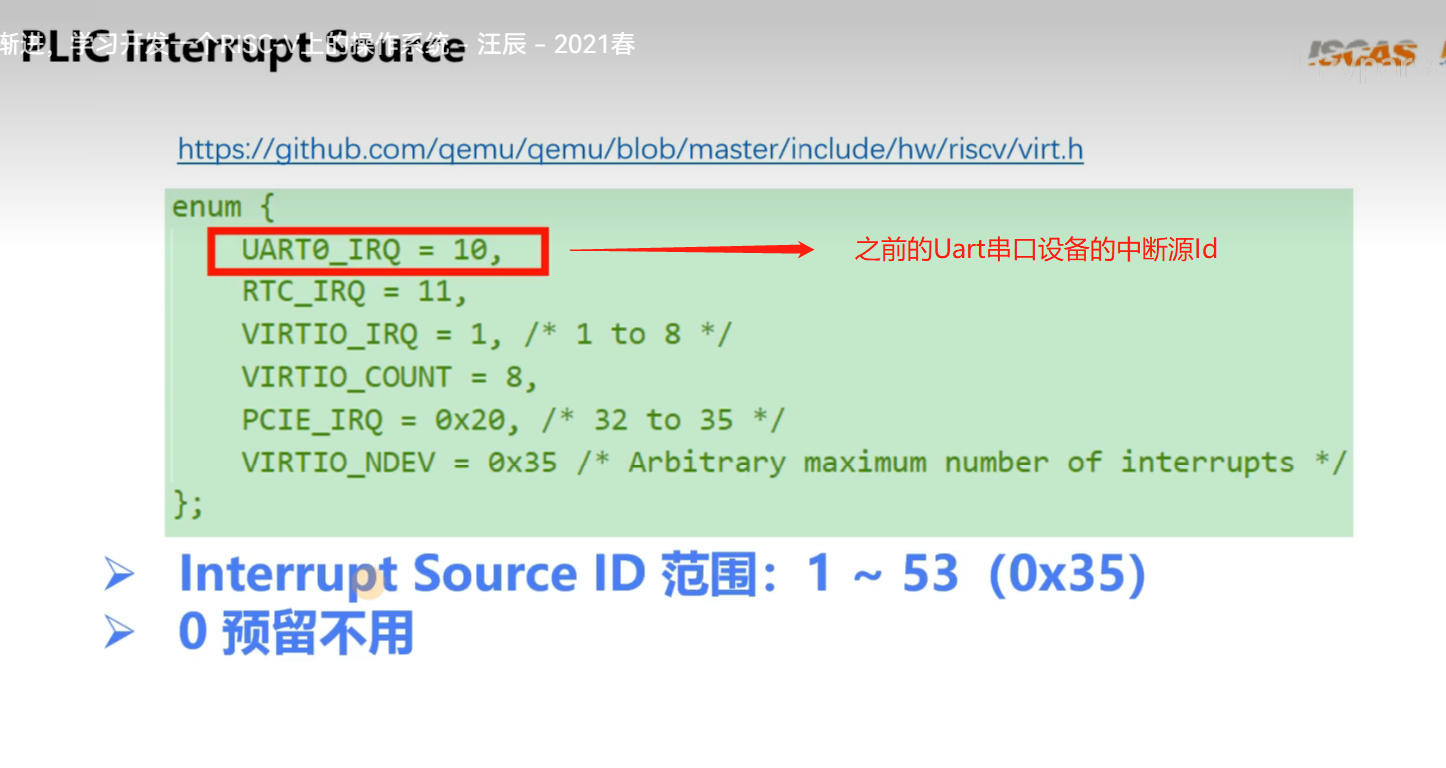 PLIC Interrupt Source
渐进，学习开发一个RISC-V上的操作系统 - 汪辰 - 2021春
ISCAS
https://github.com/qemu/qemu/blob/master/include/hw/riscv/virt.h
enum {
UART0_IRQ = 10,
之前的Uart串口设备的中断源Id
RTC_IRQ = 11,
VIRTIO_IRQ = 1, /* 1 to 8 */
VIRTIO_COUNT = 8,
PCIE_IRQ = 0x20, /* 32 to 35 */
VIRTIO_NDEV = 0x35 /* Arbitrary maximum number of interrupts */
};
➢ Interrupt Source ID 范围：1 ~ 53（0x35）
➢ 0 预留不用